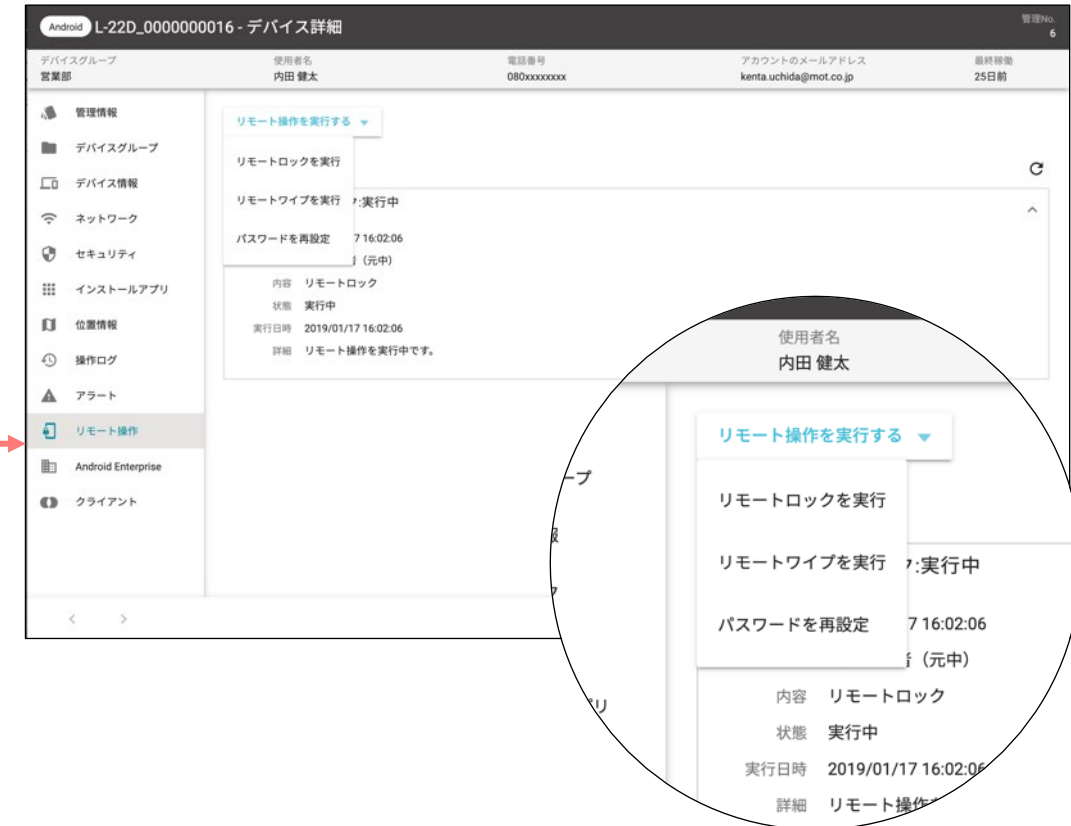 Android L-22D_0000000016 - デバイス詳細
管理No.
6
デバイスグループ 使用者名 電話番号 アカウントのメールアドレス 最終稼働
営業部 内田 健太 080xxxxxxxx kenta.uchida@mot.co.jp 25日前
管理情報
デバイスグループ
デバイス情報
ネットワーク
セキュリティ
インストールアプリ
位置情報
操作ログ
アラート
リモート操作
Android Enterprise
クライアント
リモート操作を実行する
リモートロックを実行
リモートワイプを実行 :実行中
パスワードを再設定 7 16:02:06
（元中）
内容 リモートロック
状態 実行中
実行日時 2019/01/17 16:02:06
詳細 リモート操作を実行中です。
使用者名
内田 健太
リモート操作を実行する
リモートロックを実行
リモートワイプを実行 :実行中
パスワードを再設定 7 16:02:06
（元中）
内容 リモートロック
状態 実行中
実行日時 2019/01/17 16:02:06
詳細 リモート操作
ープ
プリ